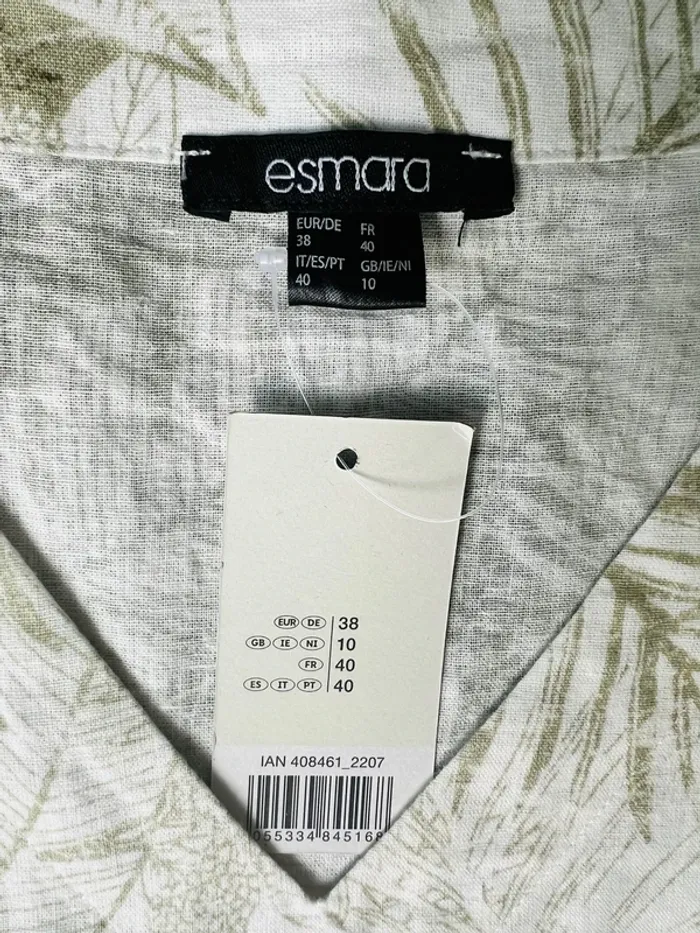 esmara
EUR/DE FR
38 40
IT/ES/PT GB/IE/NI
40 10
EUR DE 38
GB IE NI 10
FR 40
ES IT PT 40
IAN 408461_2207
055334 845168